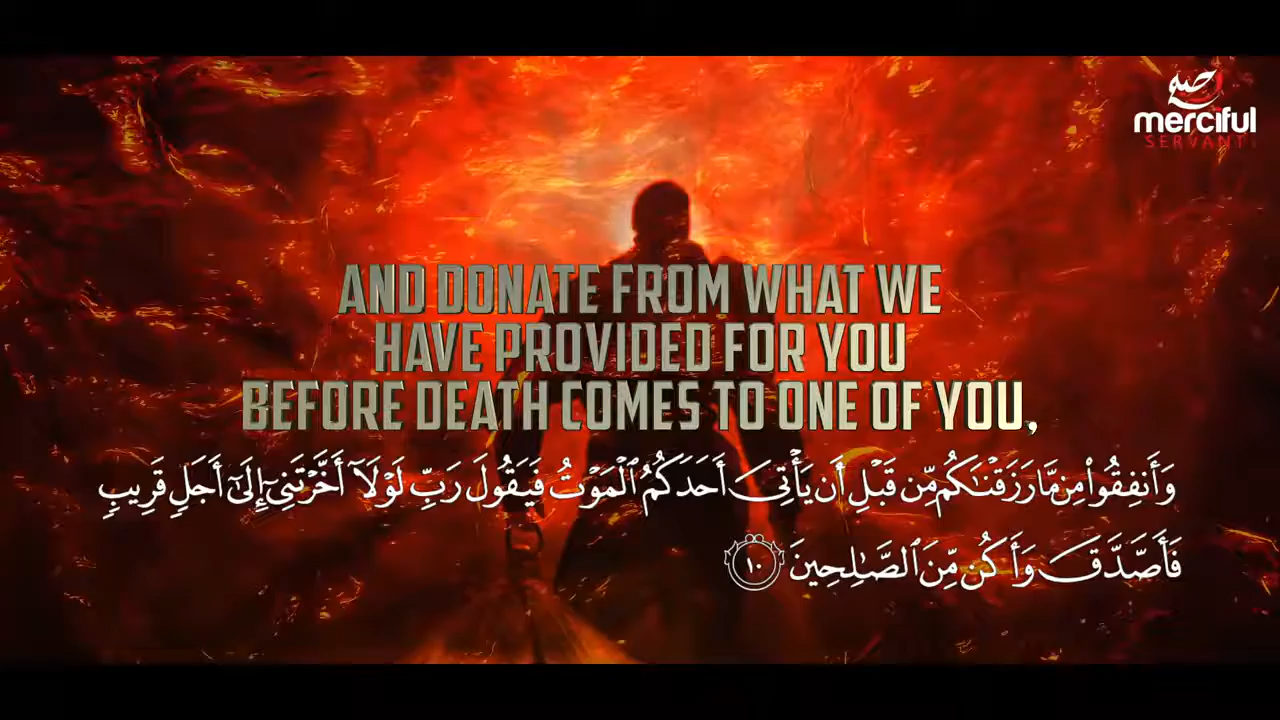 merciful
SERVANT
AND DONATE FROM WHAT WE
HAVE PROVIDED FOR YOU
BEFORE DEATH COMES TO ONE OF YOU,
وَأَنفِقُوا۟ مِن مَّا رَزَقْنَـٰكُم مِّن قَبْلِ أَن يَأْتِىَ أَحَدَكُمُ ٱلْمَوْتُ فَيَقُولَ رَبِّ لَوْلَآ أَخَّرْتَنِىٓ إِلَىٰٓ أَجَلٍ قَرِيبٍ
فَأَصَّدَّقَ وَأَكُن مِّنَ ٱلصَّـٰلِحِينَ ١٠